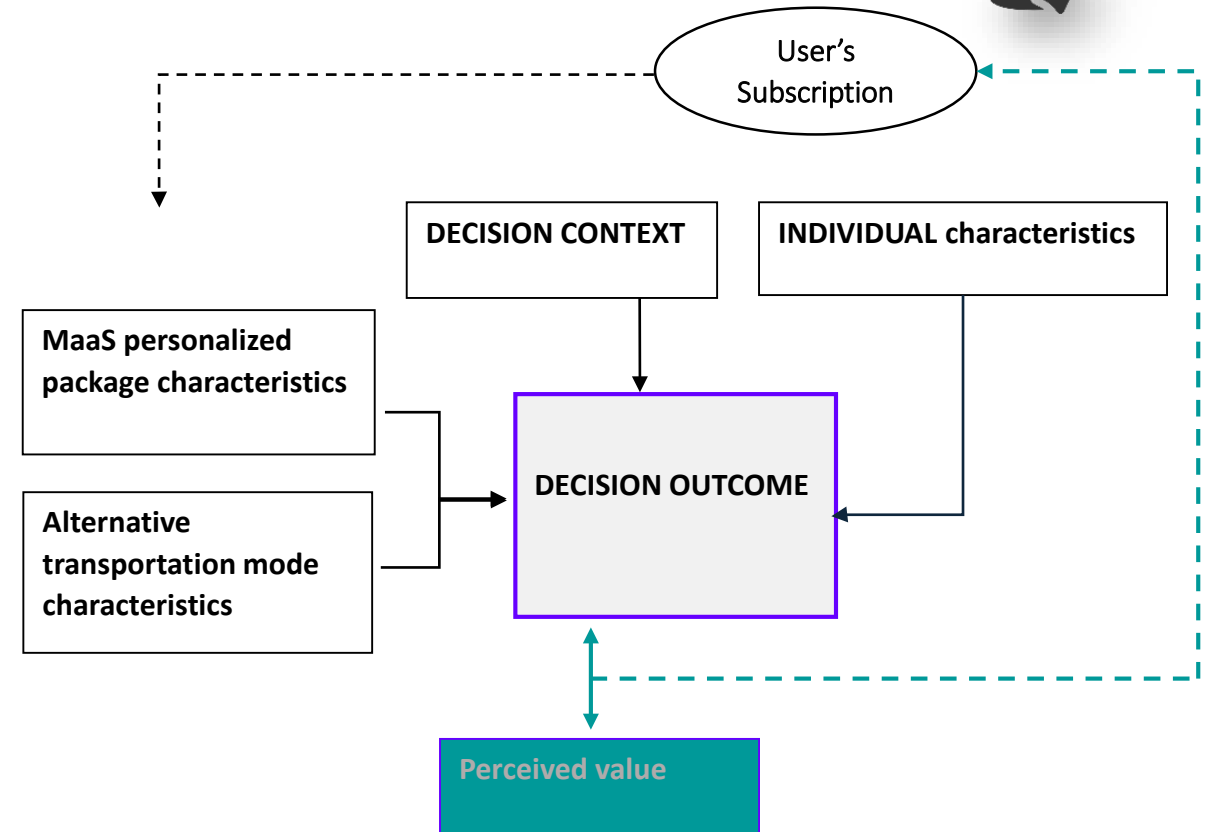 User's
Subscription
DECISION CONTEXT
INDIVIDUAL characteristics
MaaS personalized
package characteristics
DECISION OUTCOME
Alternative
transportation mode
characteristics
Perceived value